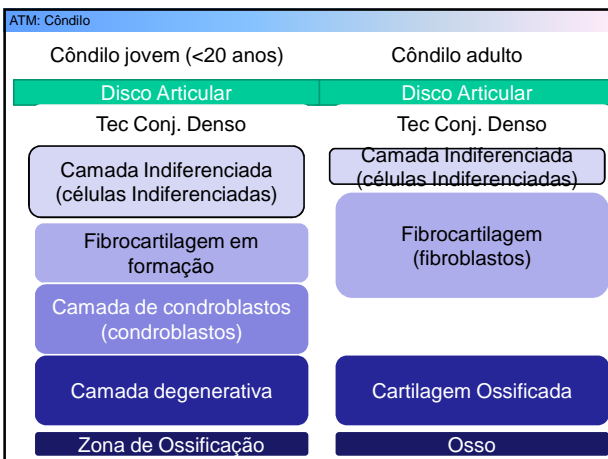 ATM: Côndilo
Côndilo jovem (<20 anos)
Disco Articular
Tec Conj. Denso
Camada Indiferenciada
(células Indiferenciadas)
Fibrocartilagem em
formação
Camada de condroblastos
(condroblastos)
Camada degenerativa
Zona de Ossificação
Côndilo adulto
Disco Articular
Tec Conj. Denso
Camada Indiferenciada
(células Indiferenciadas)
Fibrocartilagem
(fibroblastos)
Cartilagem Ossificada
Osso